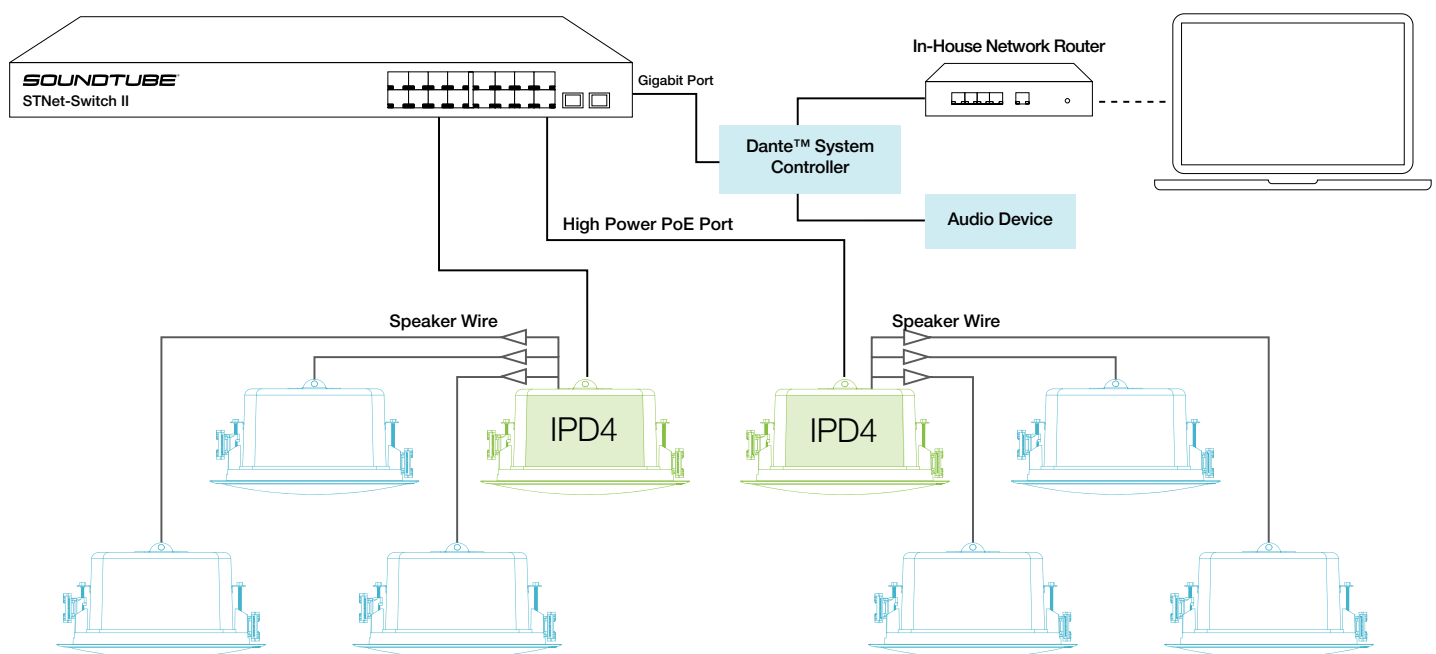 In-House Network Router
SOUNDTUBE
STNet-Switch II
Gigabit Port
Dante™ System
Controller
High Power PoE Port
Audio Device
Speaker Wire
Speaker Wire
IPD4
IPD4